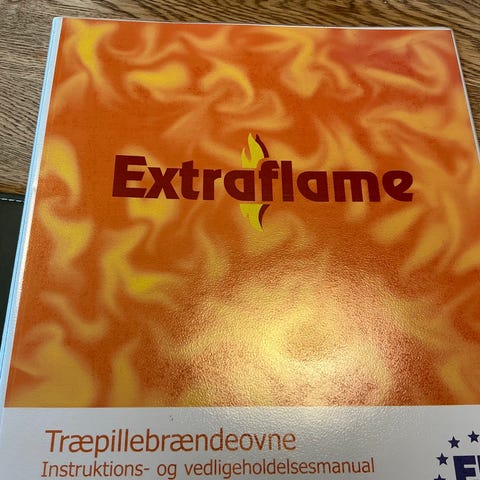 Extraflame
Træpillebrændeovne
Instruktions- og vedligeholdelsesmanual